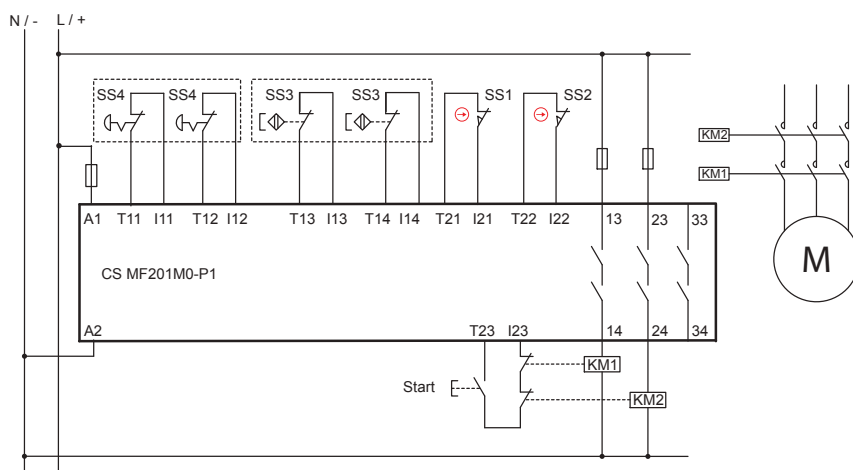 N / - L / +
SS4 SS4 SS3 SS3 SS1 SS2
KM2
KM1
A1 T11 I11 T12 I12 T13 I13 T14 I14 T21 I21 T22 I22 13 23 33
M
CS MF201M0-P1
A2 T23 I23 14 24 34
KM1
Start
KM2